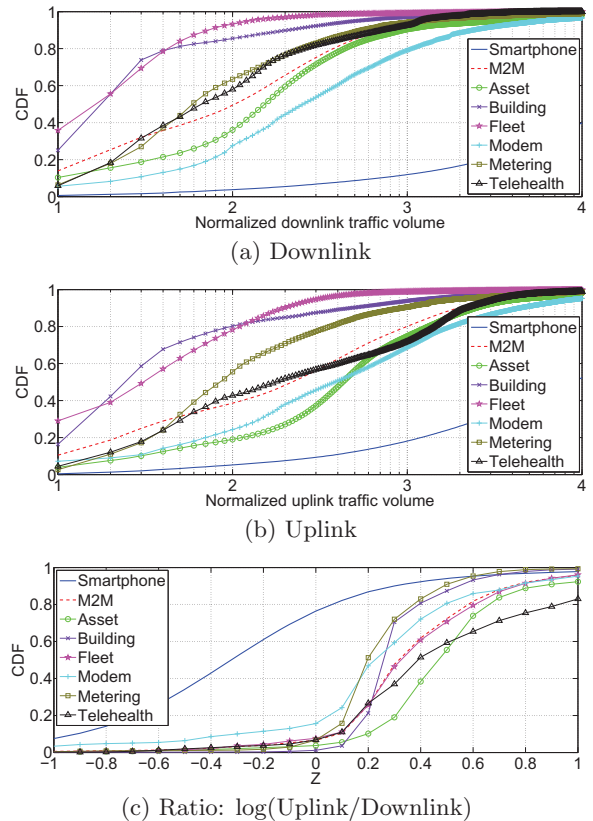 1
0.8
0.6
0.4
0.2
0
CDF
1
2
3
4
Normalized downlink traffic volume
Smartphone
M2M
Asset
Building
Fleet
Modem
Metering
Telehealth
(a) Downlink
1
0.8
0.6
0.4
0.2
0
CDF
1
2
3
4
Normalized uplink traffic volume
Smartphone
M2M
Asset
Building
Fleet
Modem
Metering
Telehealth
(b) Uplink
1
0.8
0.6
0.4
0.2
0
CDF
Smartphone
M2M
Asset
Building
Fleet
Modem
Metering
Telehealth
−1 −0.8 −0.6 −0.4 −0.2 0 0.2 0.4 0.6 0.8 1
Z
(c) Ratio: log(Uplink/Downlink)